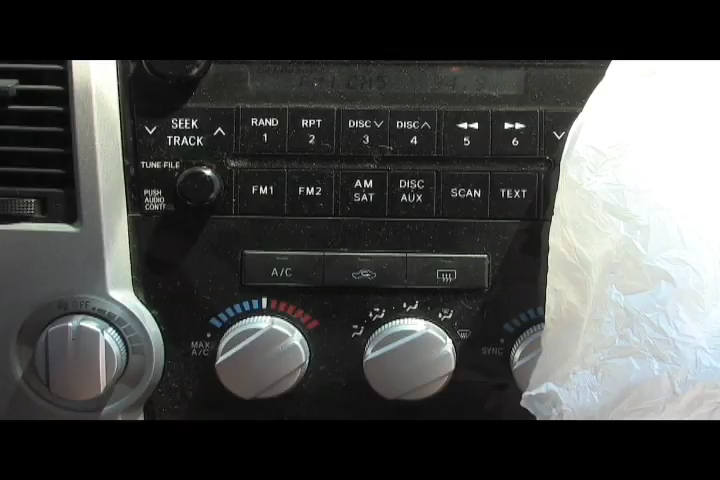 SEEK TRACK
RAND 1
RPT 2
DISC 3
DISC 4
5
6
TUNE·FILE
PUSH AUDIO CONT
FM1
FM2
AM SAT
DISC AUX
SCAN
TEXT
A/C
OFF
MAX A/C
SYNC